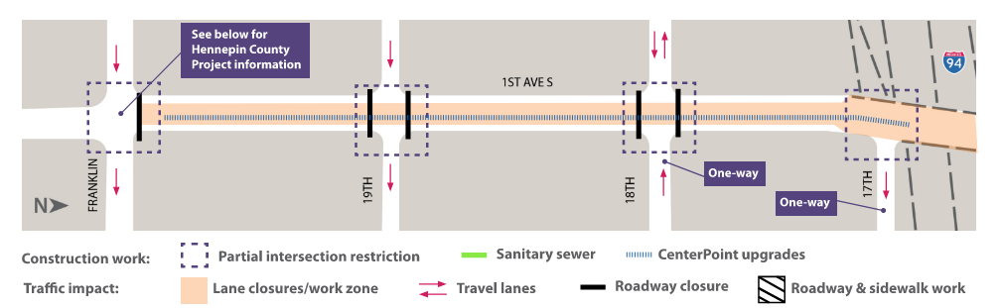 See below for
Hennepin County
Project information
1ST AVE S
94
FRANKLIN
19TH
18TH
17TH
One-way
One-way
N
Construction work:
Partial intersection restriction
Sanitary sewer
CenterPoint upgrades
Traffic impact:
Lane closures/work zone
Travel lanes
Roadway closure
Roadway & sidewalk work